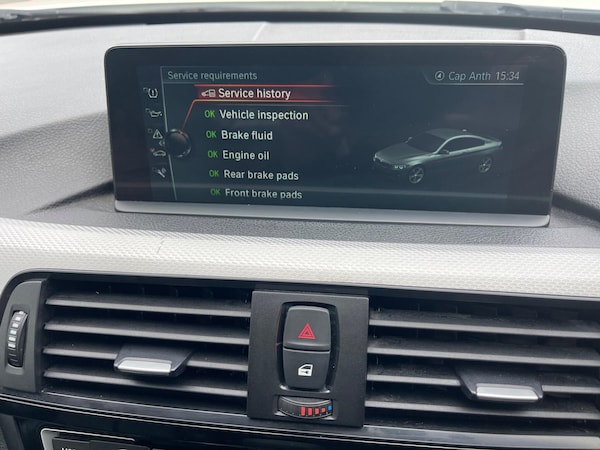 Service requirements
Cap Anth 15:34
Service history
OK Vehicle inspection
OK Brake fluid
OK Engine oil
OK Rear brake pads
OK Front brake pads